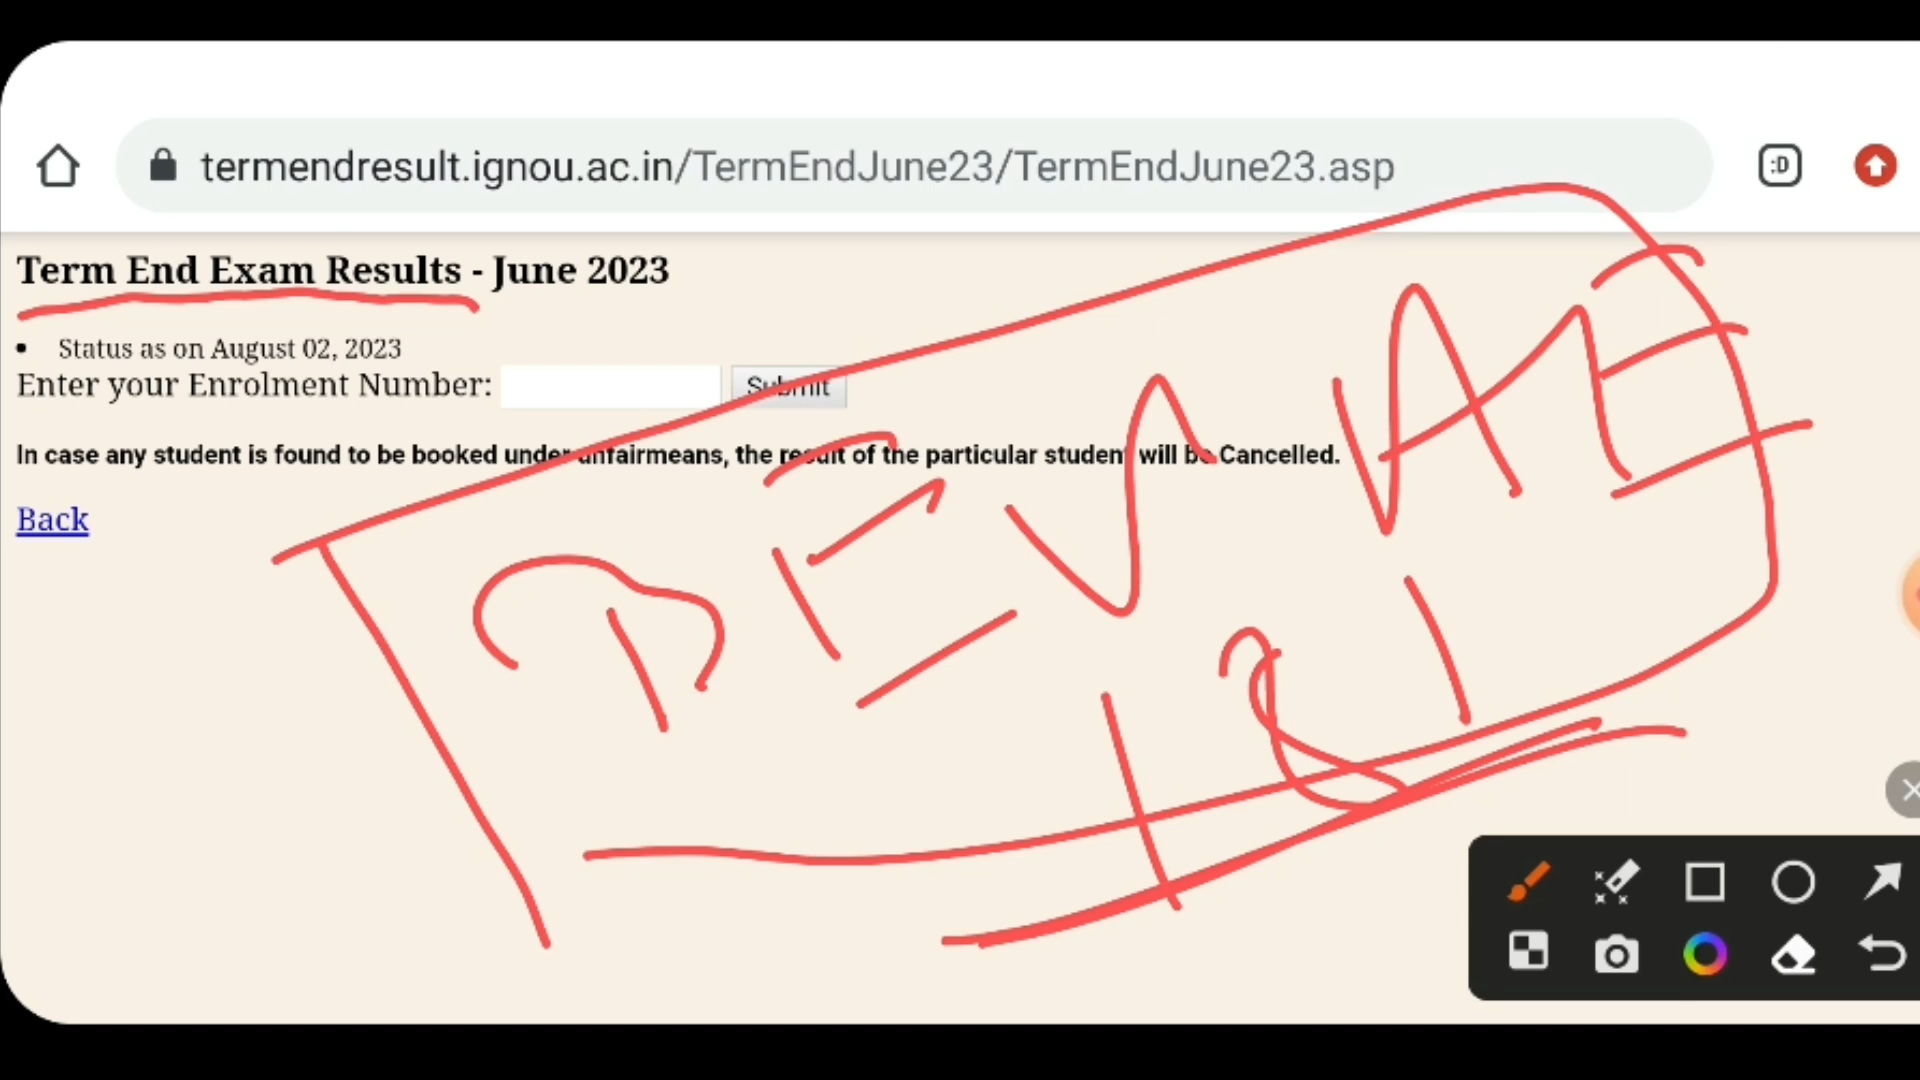 :D
termendresult.ignou.ac.in/TermEndJune23/TermEndJune23.asp
Term End Exam Results - June 2023
• Status as on August 02, 2023
Enter your Enrolment Number: Submit
In case any student is found to be booked under unfairmeans, the result of the particular student will be Cancelled.
Back